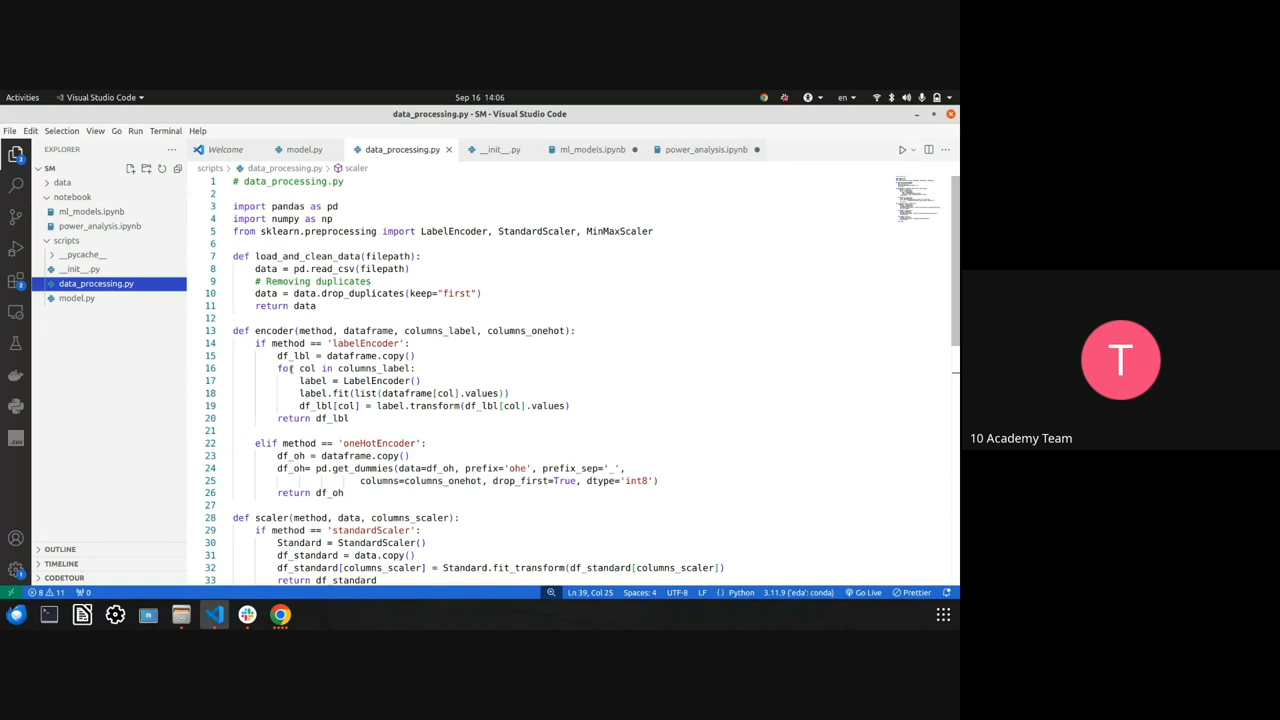 Activities
Visual Studio Code
Sep 16 14:06
en
data_processing.py - SM - Visual Studio Code
File Edit Selection View Go Run Terminal Help
EXPLORER
Welcome
model.py
data_processing.py
__init__.py
ml_models.ipynb
power_analysis.ipynb
SM
data
notebook
ml_models.ipynb
power_analysis.ipynb
scripts
__pycache__
__init__.py
data_processing.py
model.py
OUTLINE
TIMELINE
CODETOUR
scripts > data_processing.py > scaler
1 # data_processing.py
2
3 import pandas as pd
4 import numpy as np
5 from sklearn.preprocessing import LabelEncoder, StandardScaler, MinMaxScaler
6
7 def load_and_clean_data(filepath):
8 data = pd.read_csv(filepath)
9 # Removing duplicates
10 data = data.drop_duplicates(keep="first")
11 return data
12
13 def encoder(method, dataframe, columns_label, columns_onehot):
14 if method == 'labelEncoder':
15 df_lbl = dataframe.copy()
16 for col in columns_label:
17 label = LabelEncoder()
18 label.fit(list(dataframe[col].values))
19 df_lbl[col] = label.transform(df_lbl[col].values)
20 return df_lbl
21
22 elif method == 'oneHotEncoder':
23 df_oh = dataframe.copy()
24 df_oh= pd.get_dummies(data=df_oh, prefix='ohe', prefix_sep='_',
25 columns=columns_onehot, drop_first=True, dtype='int8')
26 return df_oh
27
28 def scaler(method, data, columns_scaler):
29 if method == 'standardScaler':
30 Standard = StandardScaler()
31 df_standard = data.copy()
32 df_standard[columns_scaler] = Standard.fit_transform(df_standard[columns_scaler])
33 return df_standard
8 11 0
Ln 39, Col 25 Spaces: 4 UTF-8 LF { } Python 3.11.9 ('eda': conda) Go Live Prettier
T
10 Academy Team